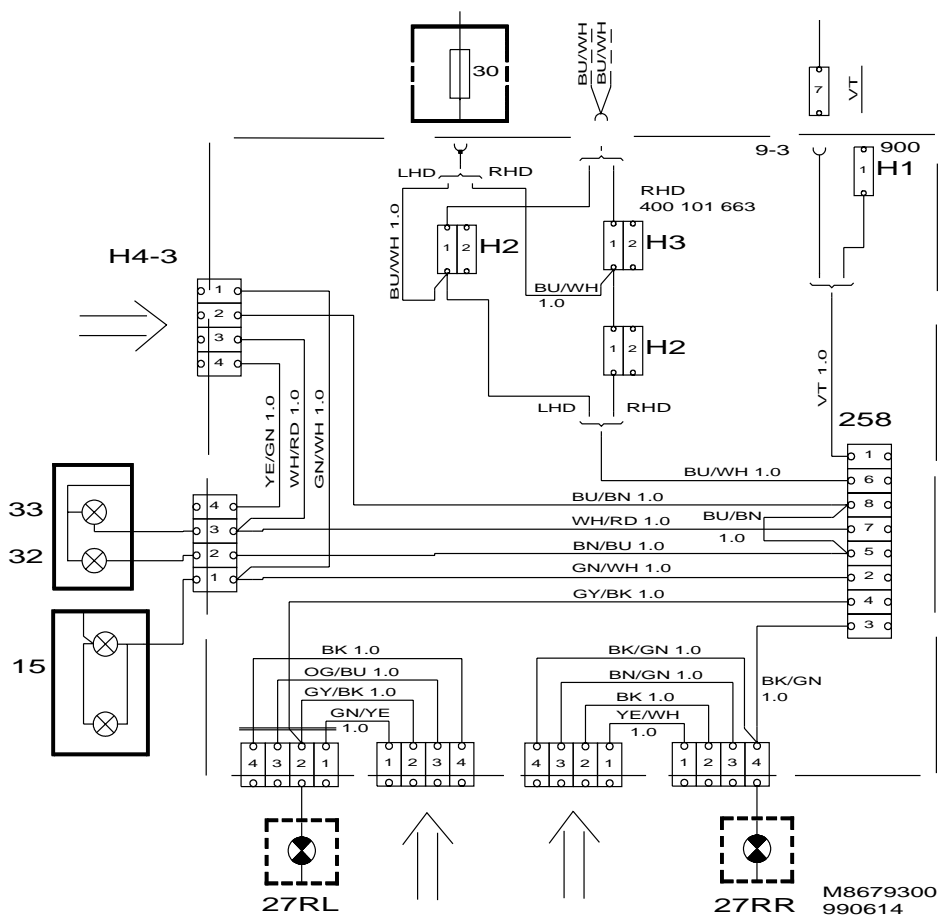 30
BU/WH
BU/WH
7
VT
9-3
900
1
H1
LHD
RHD
RHD
400 101 663
BU/WH 1.0
1 2
H2
1 2
H3
BU/WH
1.0
H4-3
1
2
3
4
1 2
H2
YE/GN 1.0
WH/RD 1.0
GN/WH 1.0
LHD
RHD
VT 1.0
258
1
6
8
7
5
2
4
3
BU/WH 1.0
BU/BN 1.0
WH/RD 1.0
BU/BN
1.0
BN/BU 1.0
GN/WH 1.0
GY/BK 1.0
33
32
4
3
2
1
15
BK 1.0
OG/BU 1.0
GY/BK 1.0
GN/YE
1.0
BK/GN 1.0
BN/GN 1.0
BK 1.0
YE/WH
1.0
BK/GN
1.0
4 3 2 1
1 2 3 4
4 3 2 1
1 2 3 4
27RL
27RR
M8679300
990614